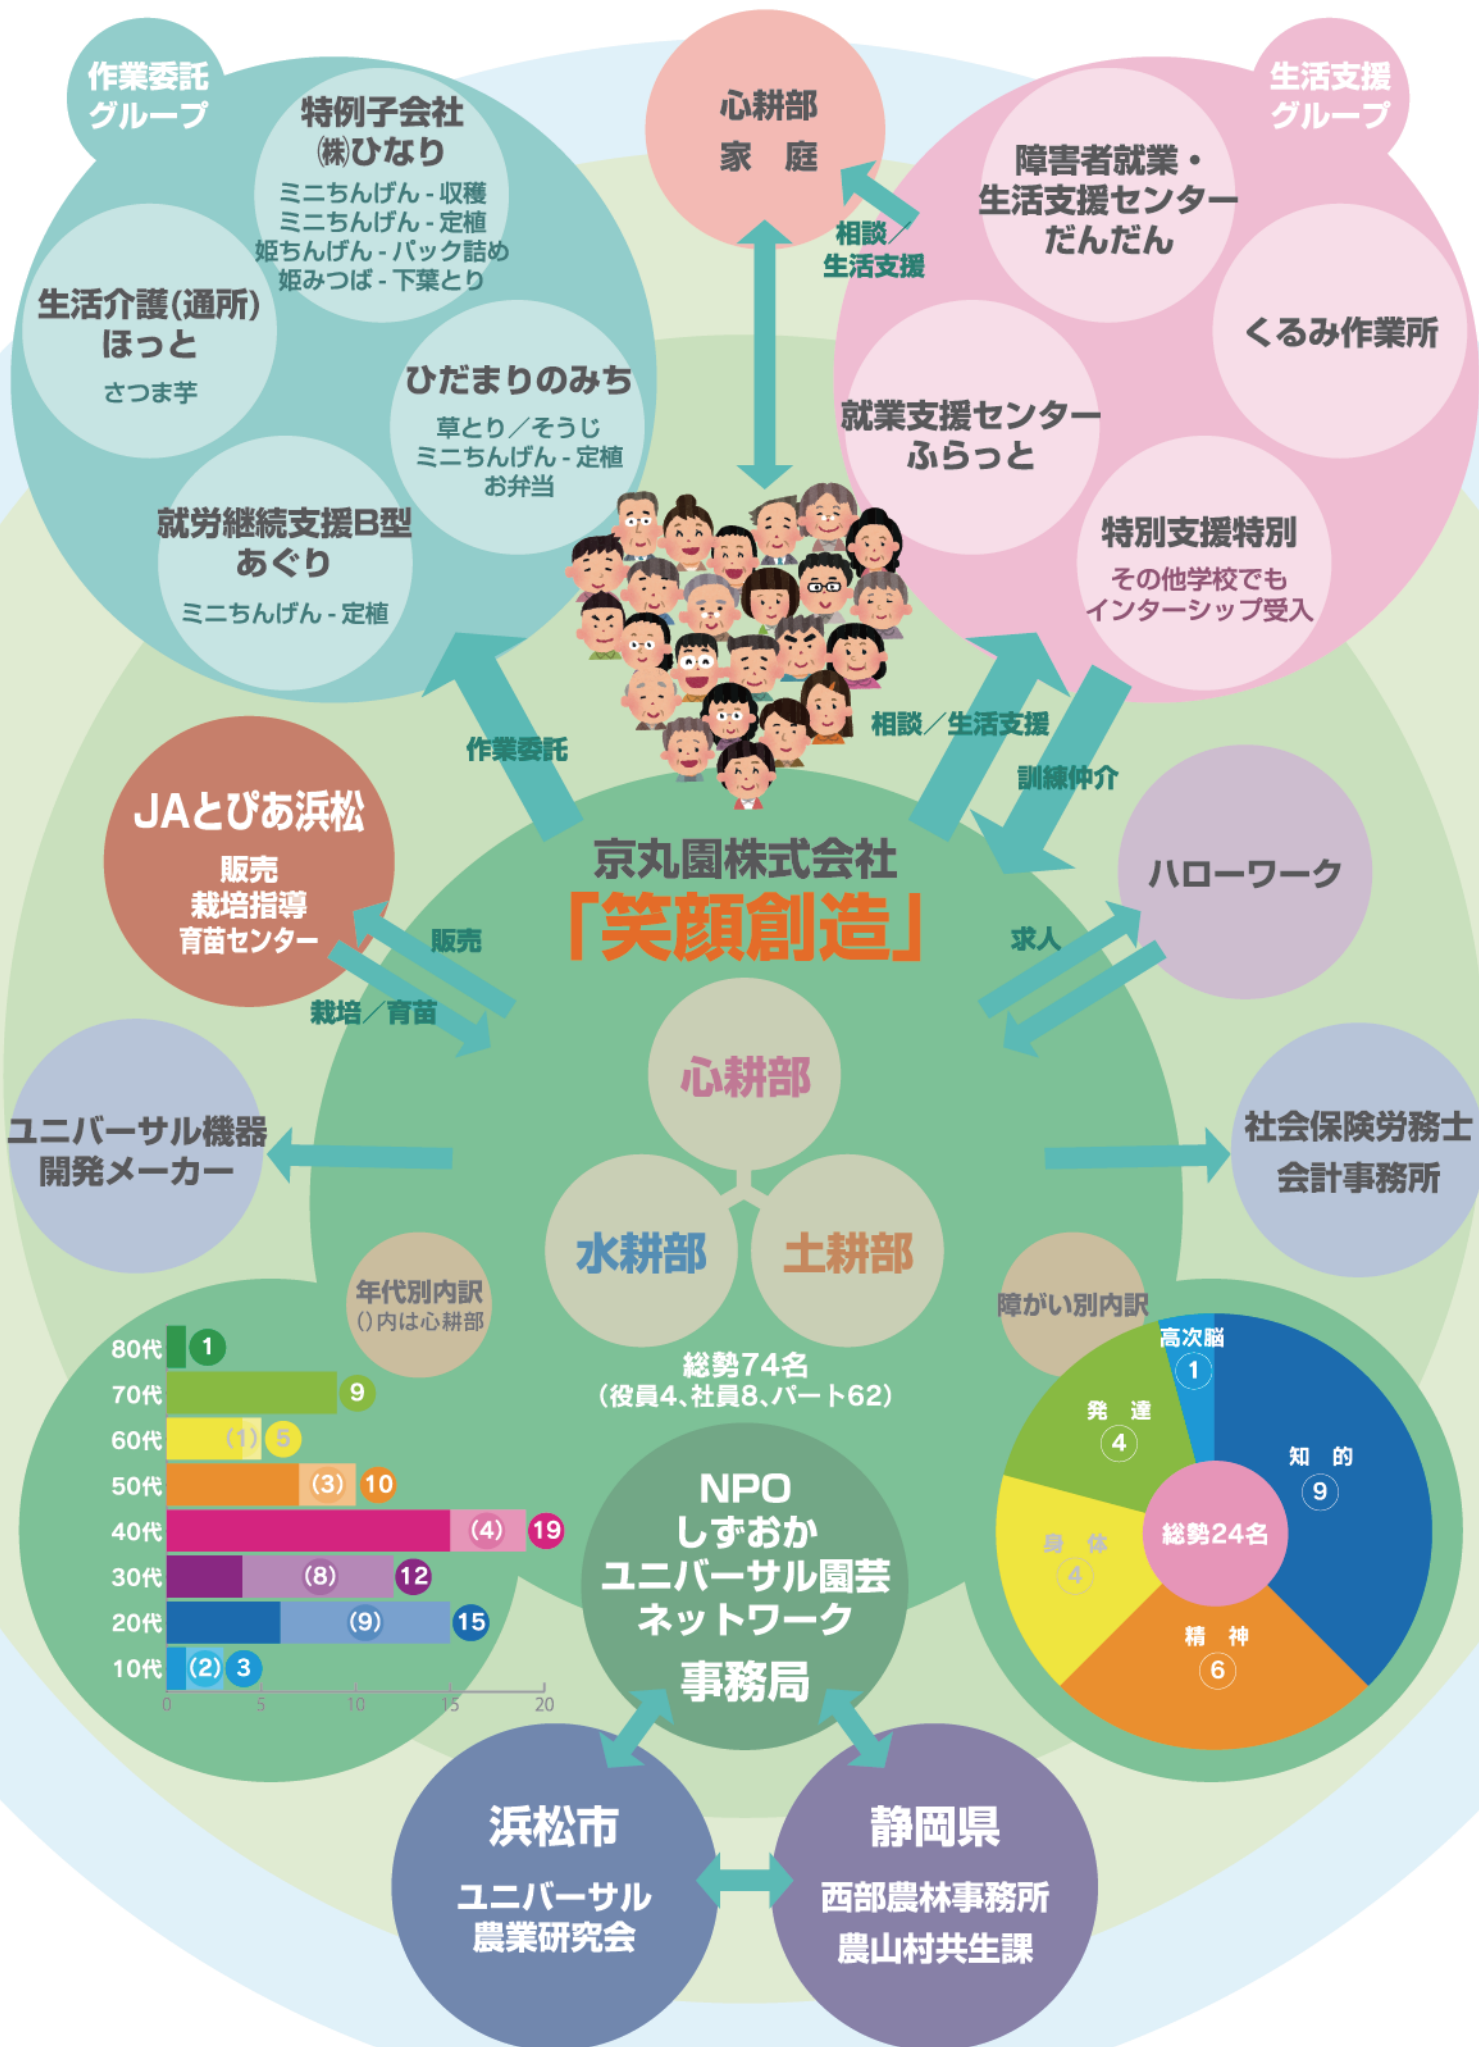 作業委託
グループ
特例子会社
㈱ひなり
ミニちんげん - 収穫
ミニちんげん - 定植
姫ちんげん - パック詰め
姫みつば - 下葉とり
生活介護(通所)
ほっと
さつま芋
ひだまりのみち
草とり／そうじ
ミニちんげん - 定植
お弁当
就労継続支援B型
あぐり
ミニちんげん - 定植
心耕部
家　庭
相談／
生活支援
生活支援
グループ
障害者就業・
生活支援センター
だんだん
くるみ作業所
就業支援センター
ふらっと
特別支援特別
その他学校でも
インターシップ受入
作業委託
相談／生活支援
訓練仲介
JAとぴあ浜松
販売
栽培指導
育苗センター
販売
栽培／育苗
京丸園株式会社
「笑顔創造」
ハローワーク
求人
心耕部
水耕部
土耕部
ユニバーサル機器
開発メーカー
社会保険労務士
会計事務所
総勢74名
（役員4、社員8、パート62）
年代別内訳
()内は心耕部
80代 1
70代 9
60代 (1) 5
50代 (3) 10
40代 (4) 19
30代 (8) 12
20代 (9) 15
10代 (2) 3
0 5 10 15 20
障がい別内訳
高次脳
1
発　達
4
知　的
9
身　体
4
総勢24名
精　神
6
NPO
しずおか
ユニバーサル園芸
ネットワーク
事務局
浜松市
ユニバーサル
農業研究会
静岡県
西部農林事務所
農山村共生課